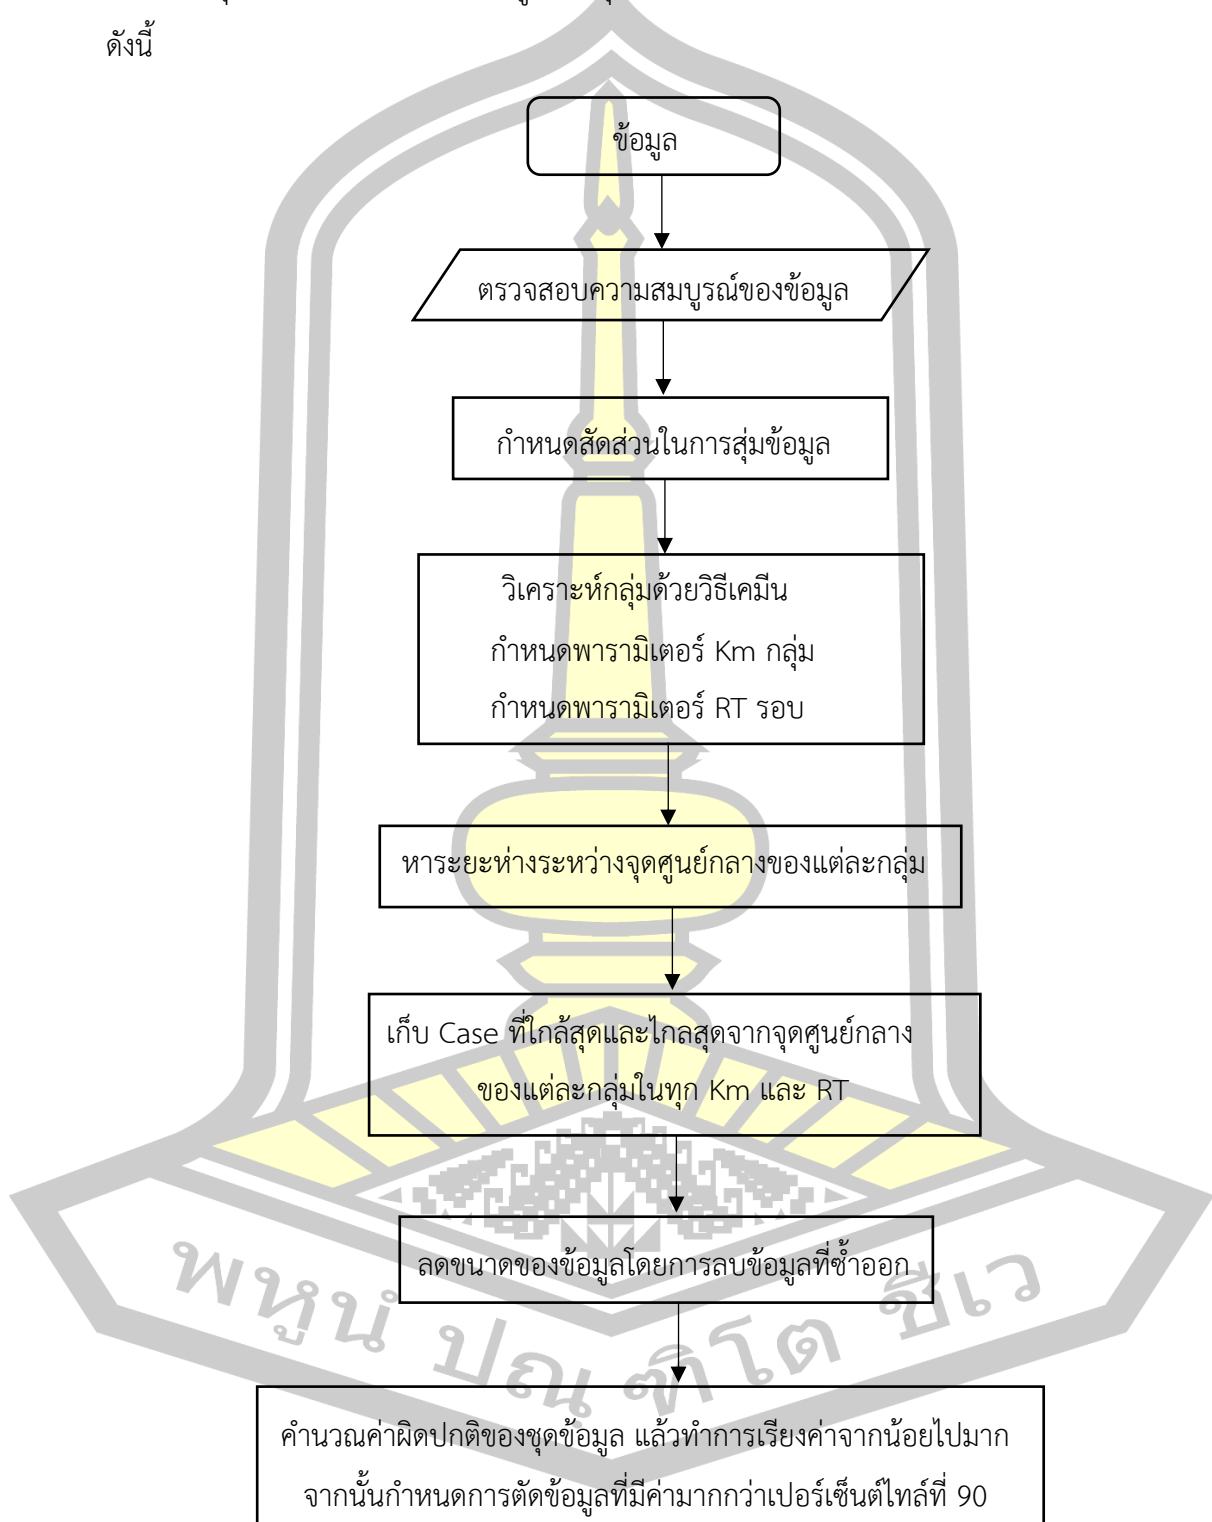 ดังนี้
ข้อมูล
ตรวจสอบความสมบูรณ์ของข้อมูล
กำหนดสัดส่วนในการสุ่มข้อมูล
วิเคราะห์กลุ่มด้วยวิธีเคมีน
กำหนดพารามิเตอร์ Km กลุ่ม
กำหนดพารามิเตอร์ RT รอบ
หาระยะห่างระหว่างจุดศูนย์กลางของแต่ละกลุ่ม
เก็บ Case ที่ใกล้สุดและไกลสุดจากจุดศูนย์กลาง
ของแต่ละกลุ่มในทุก Km และ RT
ลดขนาดของข้อมูลโดยการลบข้อมูลที่ซ้ำออก
พหูนํ ปณฺฑิโต ชีเว
คำนวณค่าผิดปกติของชุดข้อมูล แล้วทำการเรียงค่าจากน้อยไปมาก
จากนั้นกำหนดการตัดข้อมูลที่มีค่ามากกว่าเปอร์เซ็นต์ไทล์ที่ 90